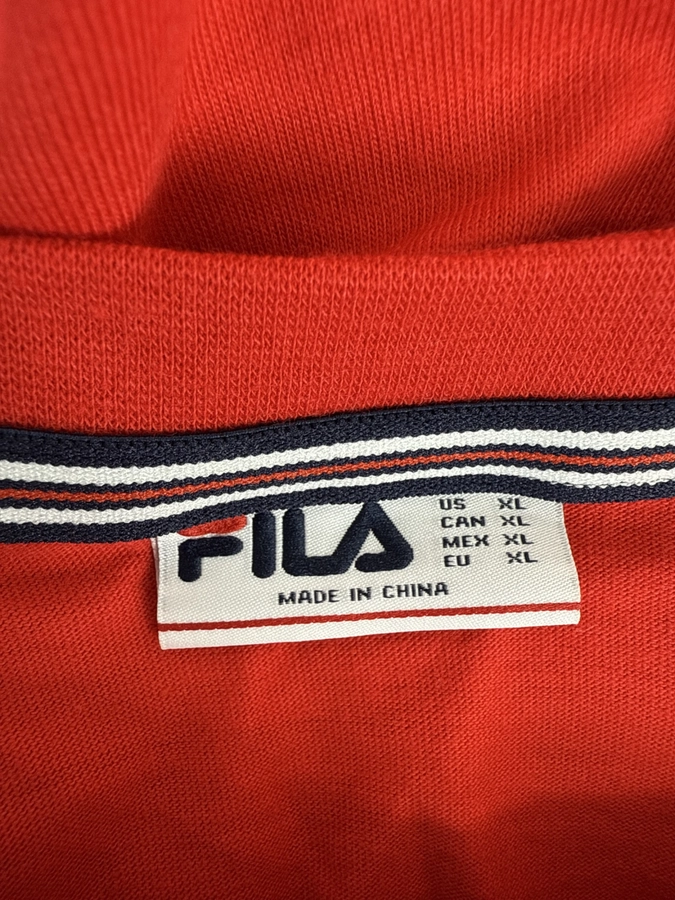 FILA
US XL
CAN XL
MEX XL
EU XL
MADE IN CHINA